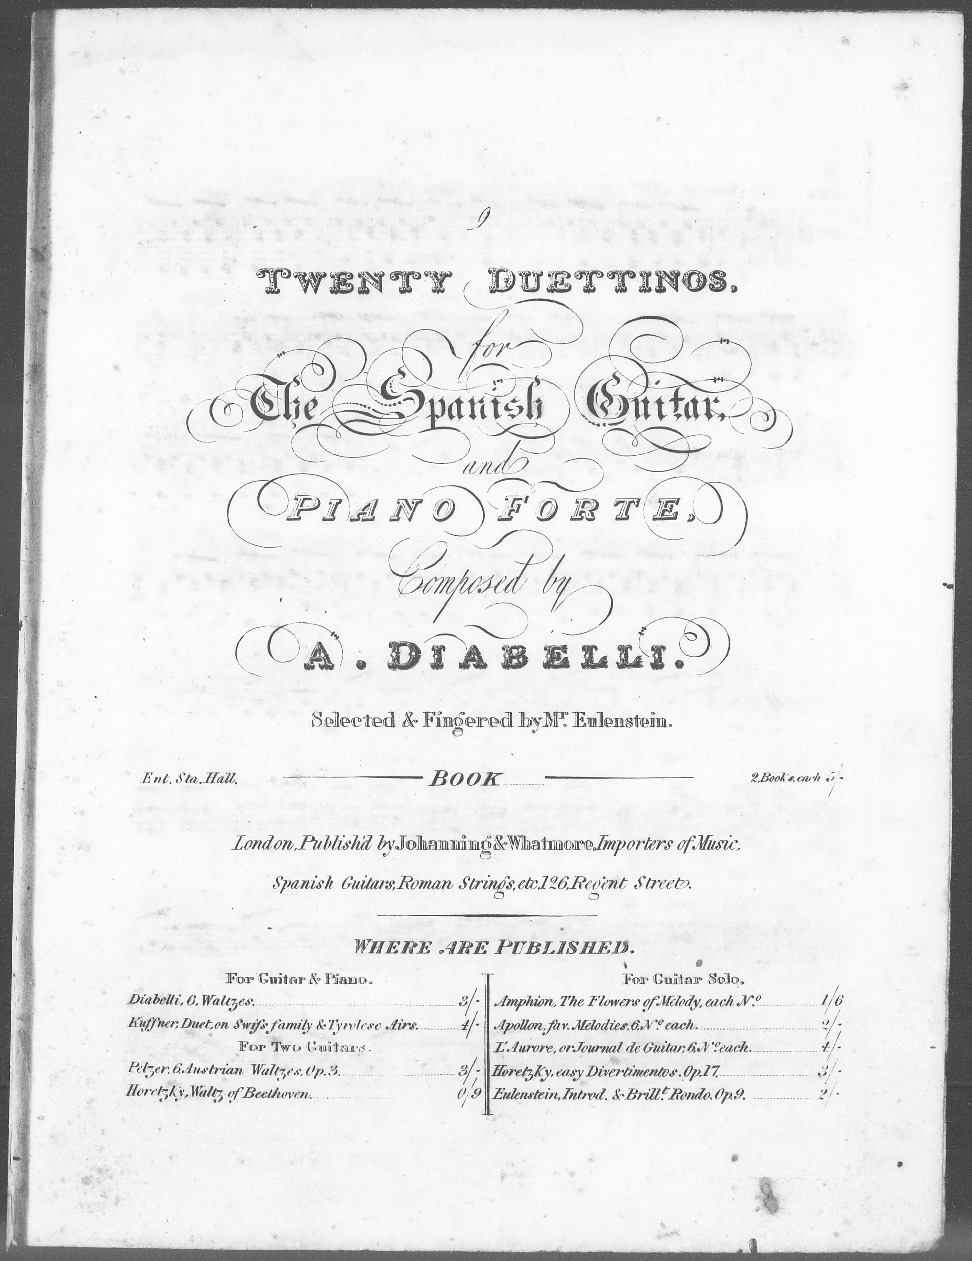 9
TWENTY DUETTINOS.
for
The Spanish Guitar,
and
PIANO FORTE,
Composed by
A. DIABELLI.
Selected & Fingered by Mr. Eulenstein.
Ent. Sta. Hall. BOOK 2, Books, each 5/-
London, Publish'd by Johanning & Whatmore, Importers of Music,
Spanish Guitars, Roman Strings, etc. 126, Regent Street.
WHERE ARE PUBLISHED.
For Guitar & Piano.
Diabelli, 6, Waltzes. 3/-
Kuffner, Duet, on Swifs family & Tyrolese Airs. 4/-
For Two Guitars.
Petzer, 6 Austrian Waltzes. Op. 3. 3/-
Horetzky, Waltz of Beethoven. 0/9
For Guitar Solo.
Amphion, The Flowers of Melody, each No. 1/6
Apollon, fav. Melodies. 6 No. each. 2/-
L'Aurore, or Journal de Guitar, 6 No. each. 4/-
Horetzky, easy Divertimentos. Op. 17. 3/-
Eulenstein, Introd. & Brillt. Rondo. Op. 9. 2/-